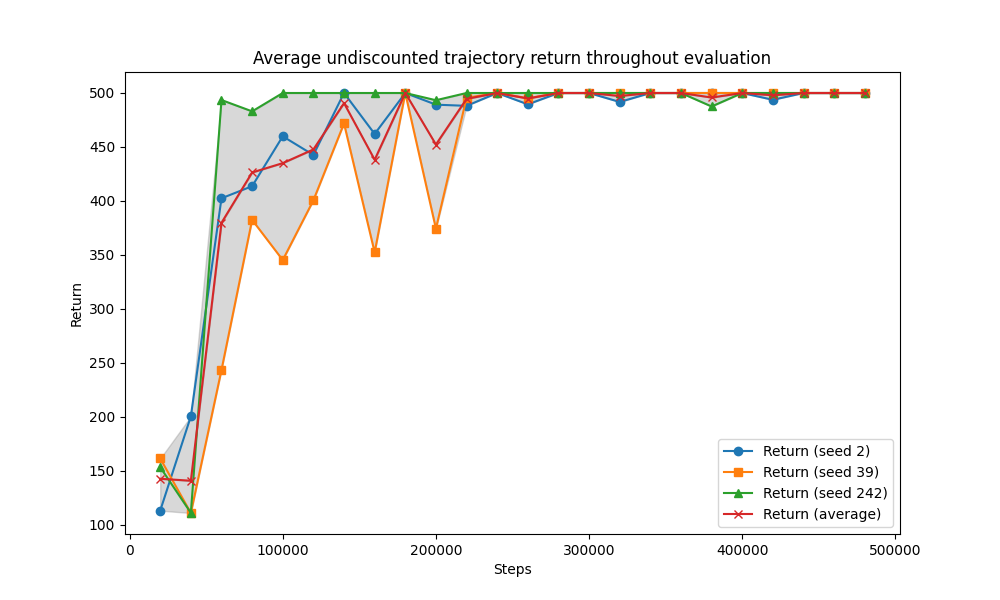 Average undiscounted trajectory return throughout evaluation
Return
500
450
400
350
300
250
200
150
100
Return (seed 2)
Return (seed 39)
Return (seed 242)
Return (average)
0
100000
200000
300000
400000
500000
Steps